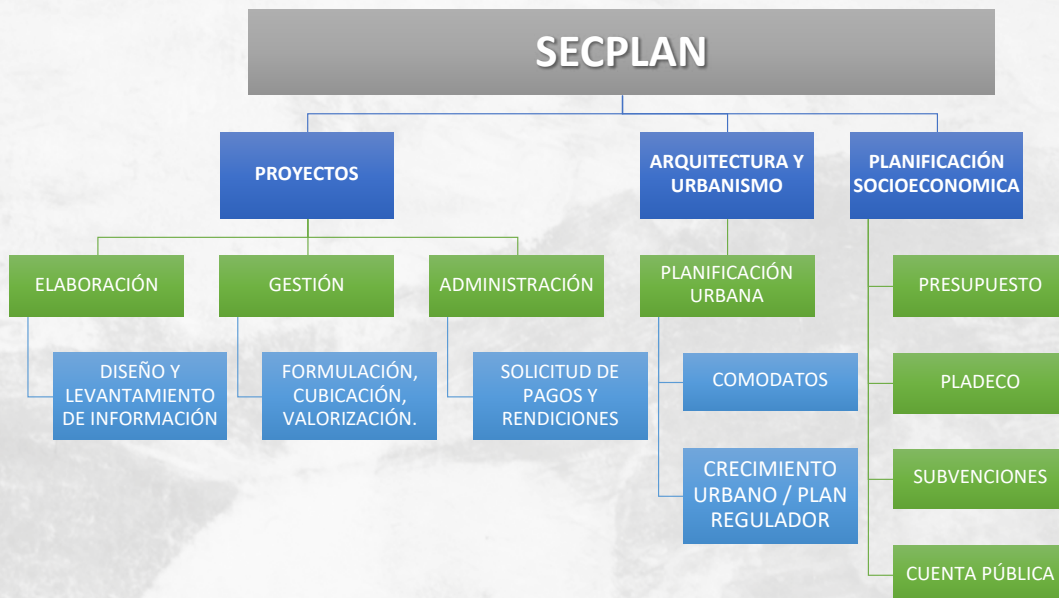 SECPLAN
PROYECTOS
ARQUITECTURA Y
URBANISMO
PLANIFICACIÓN
SOCIOECONOMICA
ELABORACIÓN
GESTIÓN
ADMINISTRACIÓN
PLANIFICACIÓN
URBANA
PRESUPUESTO
DISEÑO Y
LEVANTAMIENTO
DE INFORMACIÓN
FORMULACIÓN,
CUBICACIÓN,
VALORIZACIÓN.
SOLICITUD DE
PAGOS Y
RENDICIONES
COMODATOS
PLADECO
CRECIMIENTO
URBANO / PLAN
REGULADOR
SUBVENCIONES
CUENTA PÚBLICA